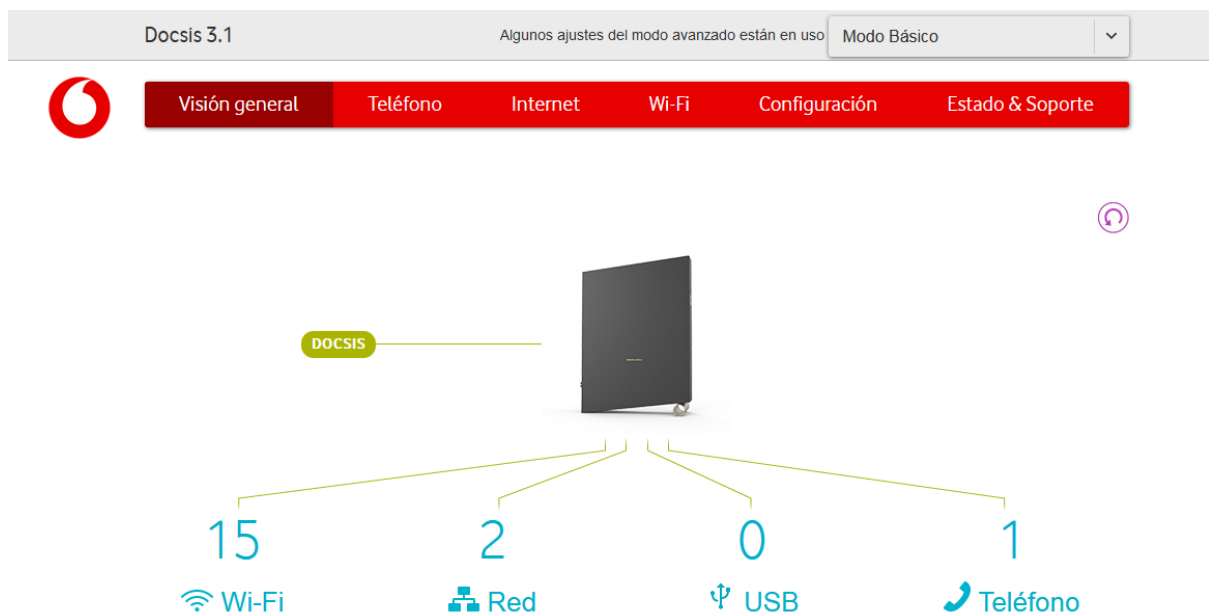 Docsis 3.1
Algunos ajustes del modo avanzado están en uso
Modo Básico
Visión general Teléfono Internet Wi-Fi Configuración Estado & Soporte
DOCSIS
15 2 0 1
Wi-Fi Red USB Teléfono